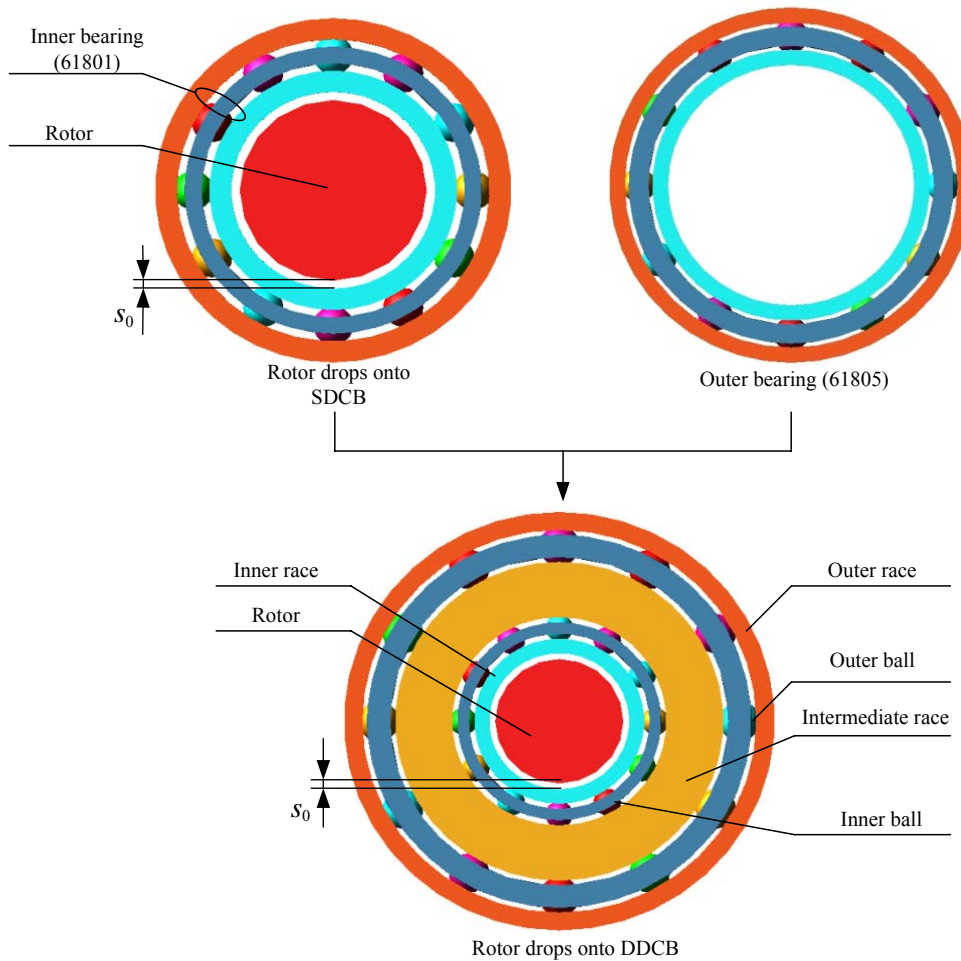 Inner bearing
(61801)
Rotor
s₀
Rotor drops onto
SDCB
Outer bearing (61805)
Inner race
Rotor
s₀
Outer race
Outer ball
Intermediate race
Inner ball
Rotor drops onto DDCB